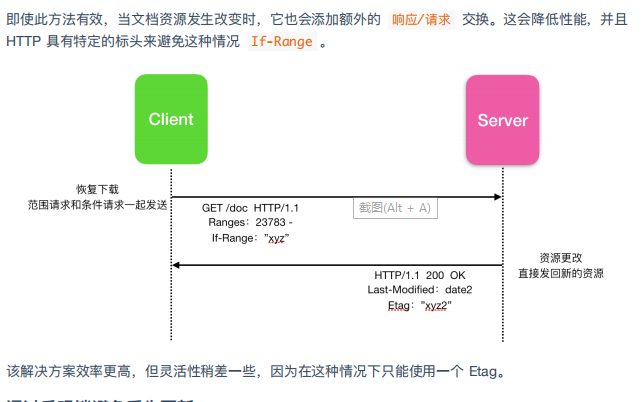 即使此方法有效，当文档资源发生改变时，它也会添加额外的 响应/请求 交换。这会降低性能，并且
HTTP 具有特定的标头来避免这种情况 If-Range 。
Client
Server
恢复下载
范围请求和条件请求一起发送
GET /doc HTTP/1.1
Ranges：23783 -
If-Range："xyz"
截图(Alt + A)
资源更改
直接发回新的资源
HTTP/1.1 200 OK
Last-Modified：date2
Etag："xyz2"
该解决方案效率更高，但灵活性稍差一些，因为在这种情况下只能使用一个 Etag。